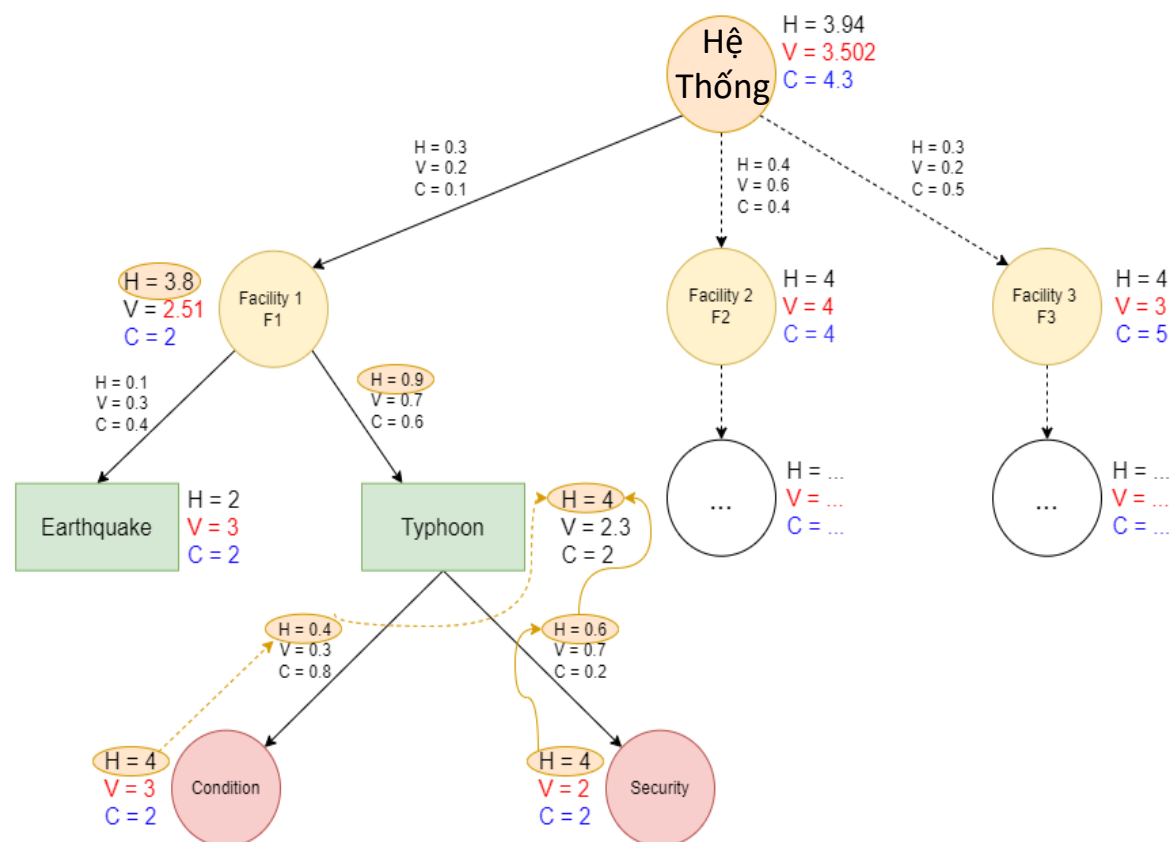 Hệ
Thống
H = 3.94
V = 3.502
C = 4.3
H = 0.3
V = 0.2
C = 0.1
H = 0.4
V = 0.6
C = 0.4
H = 0.3
V = 0.2
C = 0.5
H = 3.8
V = 2.51
C = 2
Facility 1
F1
Facility 2
F2
H = 4
V = 4
C = 4
Facility 3
F3
H = 4
V = 3
C = 5
H = 0.1
V = 0.3
C = 0.4
H = 0.9
V = 0.7
C = 0.6
Earthquake
H = 2
V = 3
C = 2
Typhoon
H = 4
V = 2.3
C = 2
...
H = ...
V = ...
C = ...
...
H = ...
V = ...
C = ...
H = 0.4
V = 0.3
C = 0.8
H = 0.6
V = 0.7
C = 0.2
H = 4
V = 3
C = 2
Condition
H = 4
V = 2
C = 2
Security